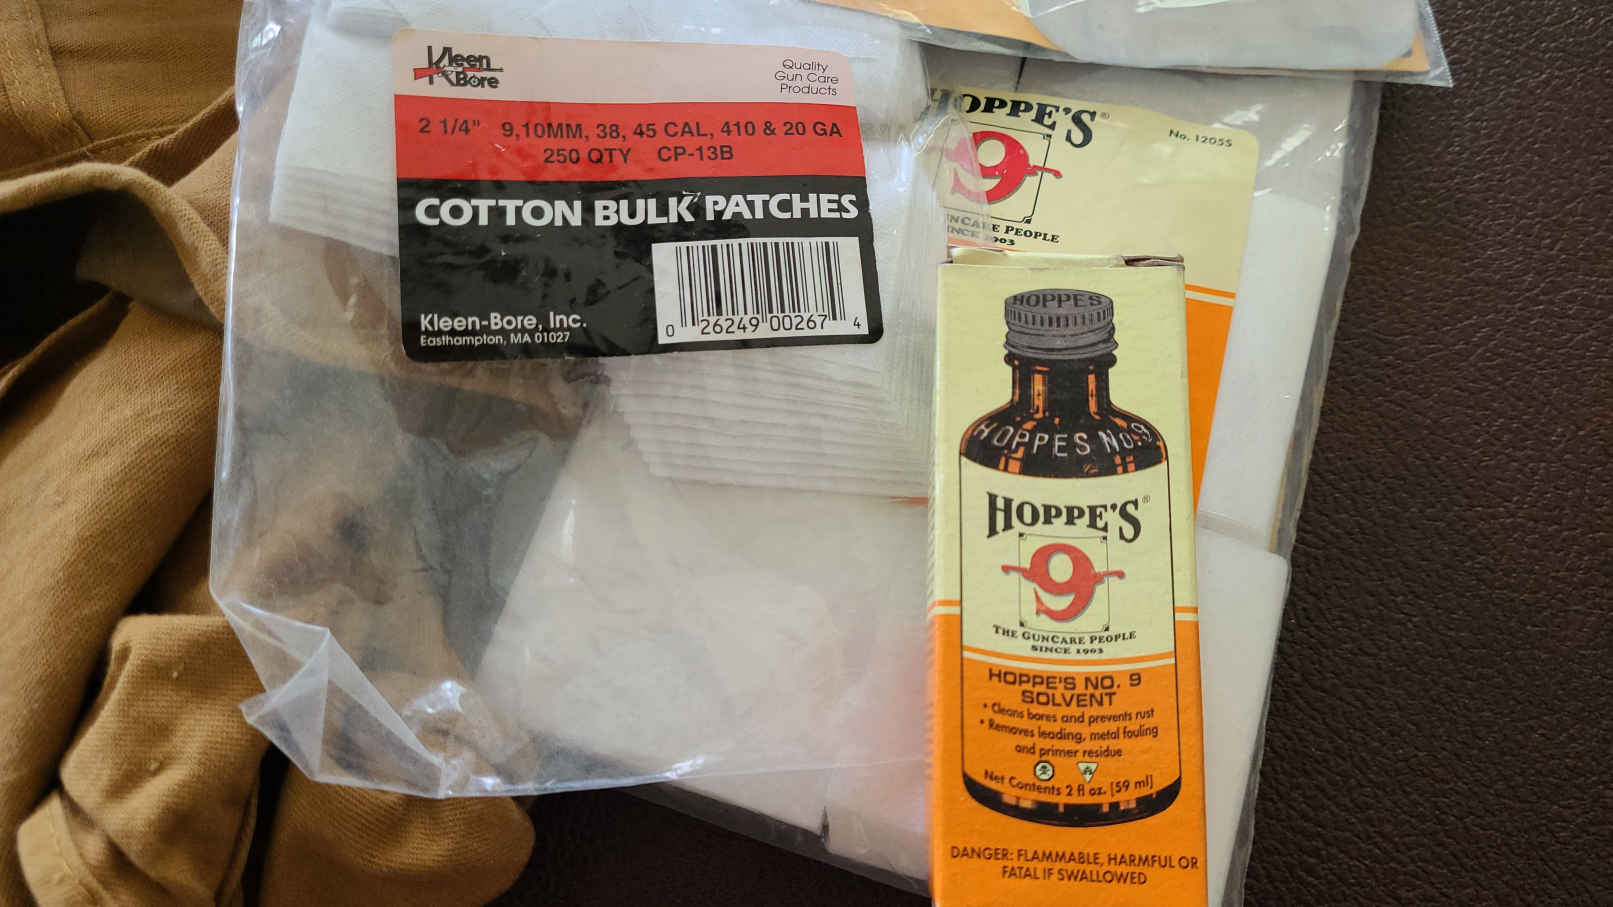 Kleen
Bore
Quality
Gun Care
Products
2 1/4" 9,10MM, 38, 45 CAL, 410 & 20 GA
250 QTY CP-13B
COTTON BULK PATCHES
Kleen-Bore, Inc.
Easthampton, MA 01027
0 26249 00267 4
HOPPE'S®
No. 1205S
9
GUNCARE PEOPLE
SINCE 1903
HOPPES
HOPPES No.9
HOPPE'S®
9
THE GUNCARE PEOPLE
SINCE 1903
HOPPE'S NO. 9
SOLVENT
• Cleans bores and prevents rust
• Removes leading, metal fouling
and primer residue
Net Contents 2 fl oz. [59 ml]
DANGER: FLAMMABLE, HARMFUL OR
FATAL IF SWALLOWED